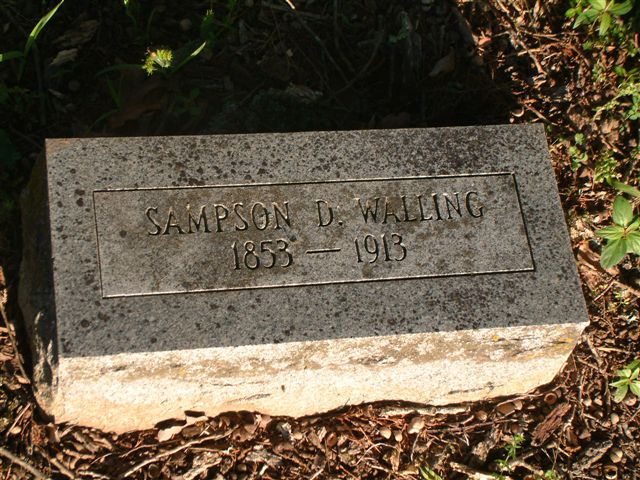 SAMPSON D. WALLING
1853 — 1913